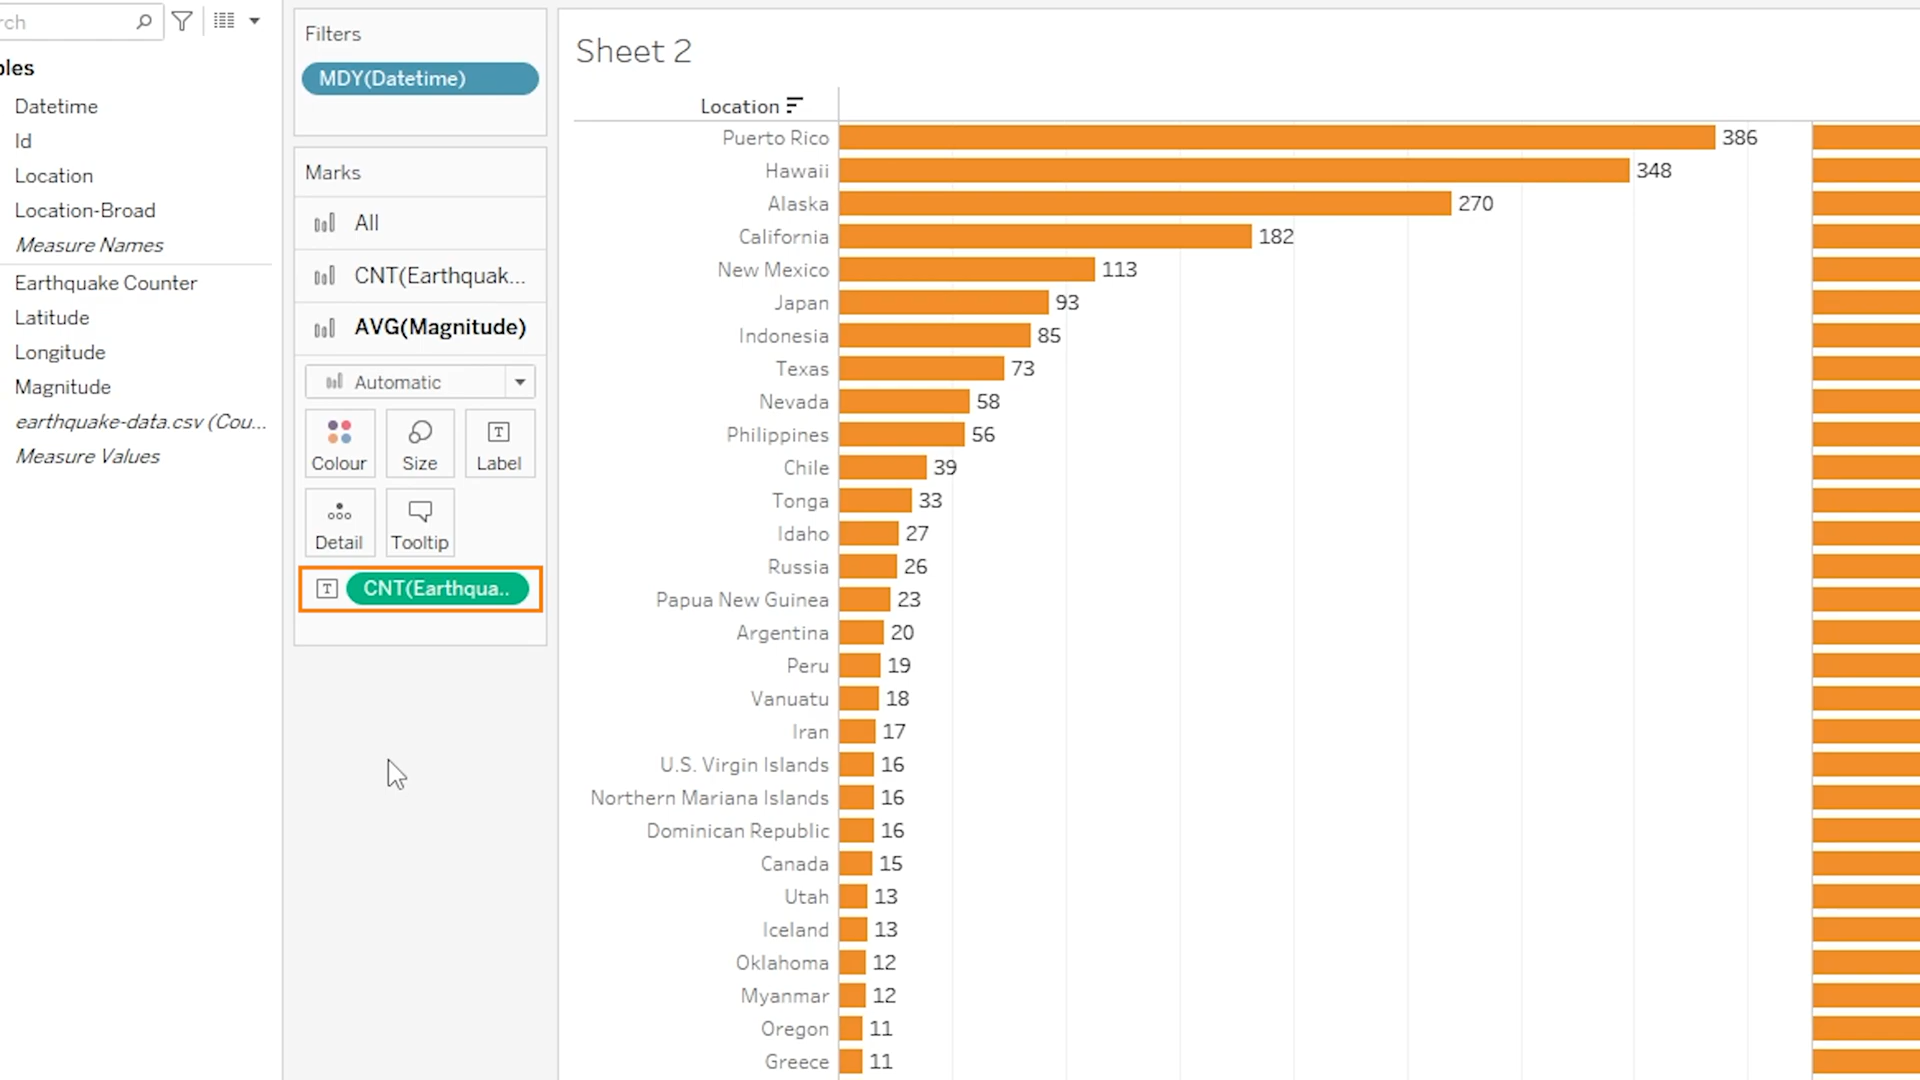 rch
bles
Datetime
Id
Location
Location-Broad
Measure Names
Earthquake Counter
Latitude
Longitude
Magnitude
earthquake-data.csv (Cou...
Measure Values
Filters
MDY(Datetime)
Marks
All
CNT(Earthquak...
AVG(Magnitude)
Automatic
Colour
Size
T
Label
Detail
Tooltip
T
CNT(Earthqua..
Sheet 2
Location
Puerto Rico 386
Hawaii 348
Alaska 270
California 182
New Mexico 113
Japan 93
Indonesia 85
Texas 73
Nevada 58
Philippines 56
Chile 39
Tonga 33
Idaho 27
Russia 26
Papua New Guinea 23
Argentina 20
Peru 19
Vanuatu 18
Iran 17
U.S. Virgin Islands 16
Northern Mariana Islands 16
Dominican Republic 16
Canada 15
Utah 13
Iceland 13
Oklahoma 12
Myanmar 12
Oregon 11
Greece 11